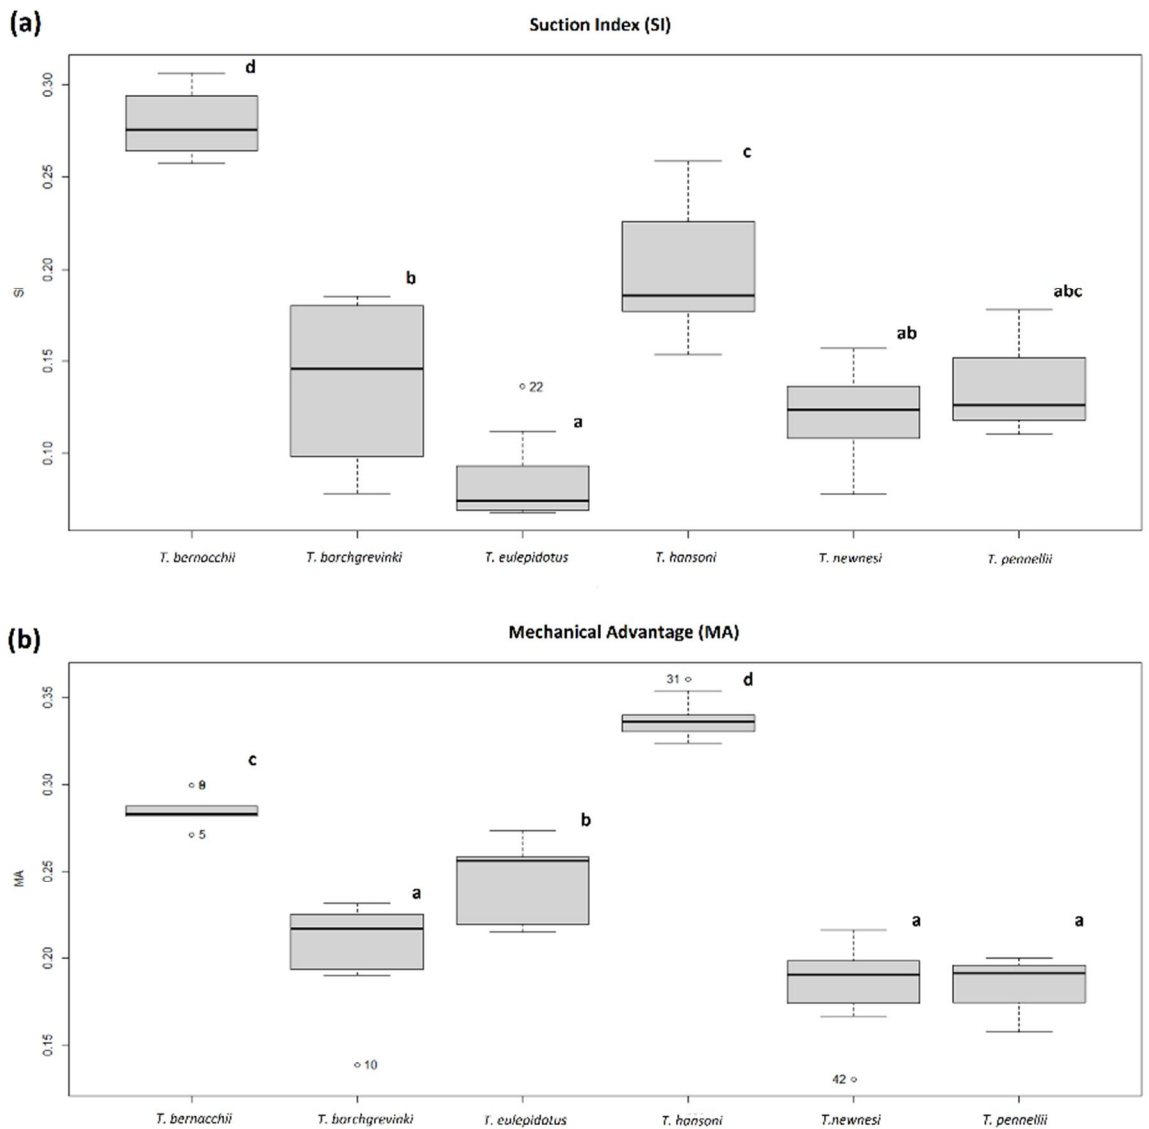 (a)
Suction Index (SI)
SI
0.30
0.25
0.20
0.15
0.10
d
b
22
a
c
ab
abc
T. bernacchii T. borchgrevinki T. eulepidotus T. hansoni T. newnesi T. pennellii
(b)
Mechanical Advantage (MA)
MA
0.35
0.30
0.25
0.20
0.15
c
5
a
10
b
31
d
a
42
a
T. bernacchii T. borchgrevinki T. eulepidotus T. hansoni T.newnesi T. pennellii